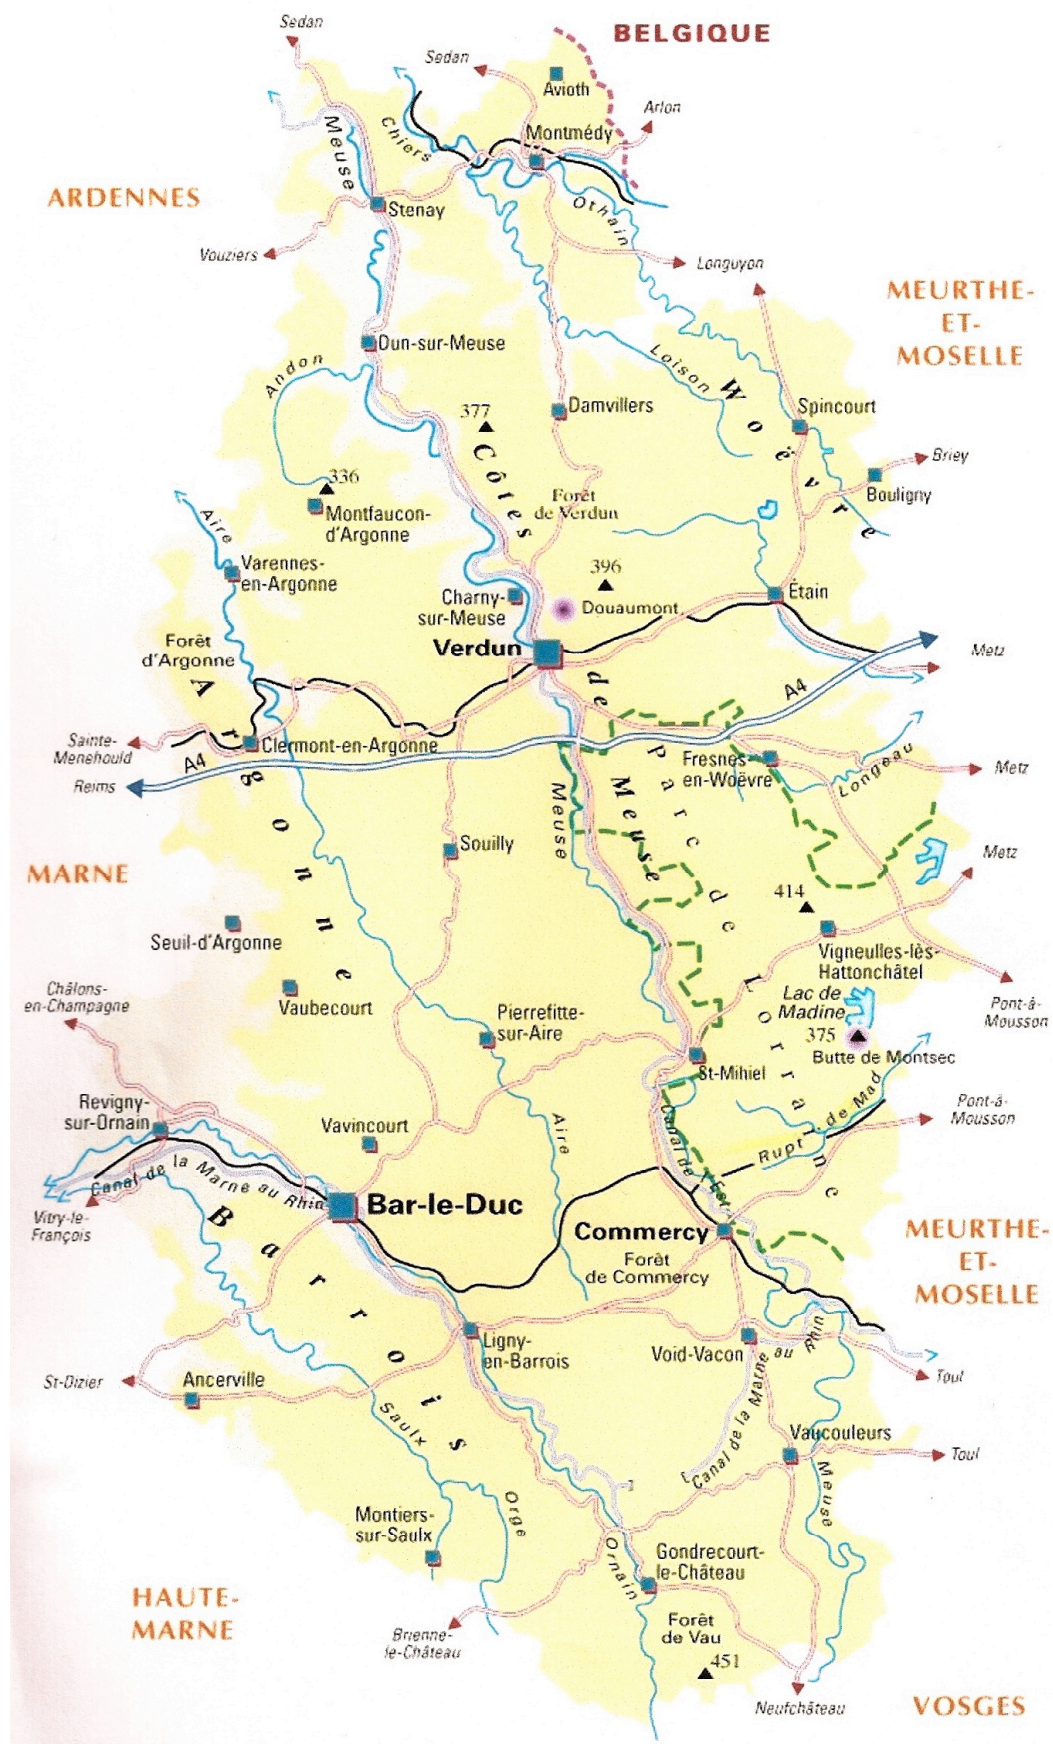 Sedan
BELGIQUE
Sedan
Avioth
Arlon
Chiers
Montmédy
Meuse
ARDENNES
Stenay
Othain
Vouziers
Longuyon
MEURTHE-
ET-
MOSELLE
Dun-sur-Meuse
Andon
Loison
Woëvre
377
Damvillers
Spincourt
Côtes de Meuse
Briey
336
Forêt
de Verdun
Bouligny
Montfaucon-
d'Argonne
Aire
Varennes-
en-Argonne
396
Charny-
sur-Meuse
Douaumont
Étain
Forêt
d'Argonne
Verdun
Metz
Argonne
A4
Sainte-
Menehould
Clermont-en-Argonne
A4
Reims
Parc de Lorraine
Fresnes-
en-Woëvre
Longeau
Metz
Meuse
Souilly
Metz
MARNE
414
Seuil-d'Argonne
Vigneulles-lès-
Hattonchâtel
Châlons-
en-Champagne
Vaubecourt
Pierrefitte-
sur-Aire
Lac de
Madine
Pont-à-
Mousson
375
Butte de Montsec
St-Mihiel
Revigny-
sur-Ornain
Vavincourt
Aire
Canal de l'Est
Rupt de Mad
Pont-à-
Mousson
Canal de la Marne au Rhin
Vitry-le-
François
Bar-le-Duc
Barrois
Commercy
Forêt
de Commercy
MEURTHE-
ET-
MOSELLE
Ligny-
en-Barrois
Void-Vacon
Canal de la Marne au Rhin
St-Dizier
Ancerville
Toul
Saulx
Vaucouleurs
Toul
Meuse
Montiers-
sur-Saulx
Orge
Ornain
Gondrecourt-
le-Château
HAUTE-
MARNE
Brienne-
le-Château
Forêt
de Vau
451
Neufchâteau
VOSGES